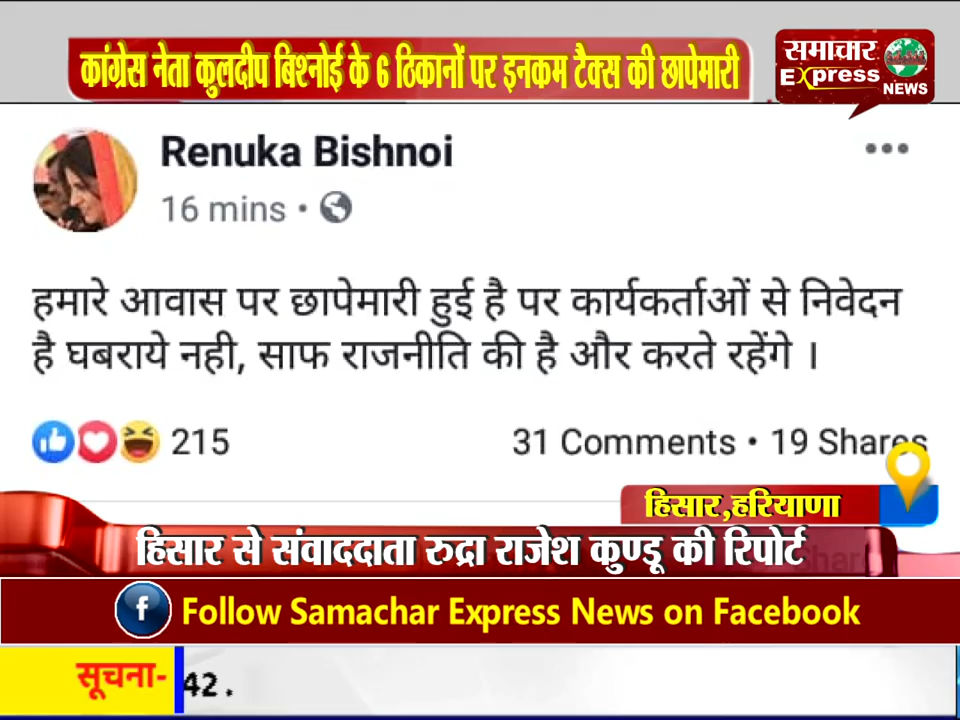 कांग्रेस नेता कुलदीप बिश्नोई के 6 ठिकानों पर इनकम टैक्स की छापेमारी
समाचार
Express
NEWS
Renuka Bishnoi
16 mins •
हमारे आवास पर छापेमारी हुई है पर कार्यकर्ताओं से निवेदन
है घबराये नही, साफ राजनीति की है और करते रहेंगे ।
215
31 Comments • 19 Shares
हिसार,हरियाणा
हिसार से संवाददाता रुद्रा राजेश कुण्डू की रिपोर्ट
Share
f Follow Samachar Express News on Facebook
सूचना- 42 .